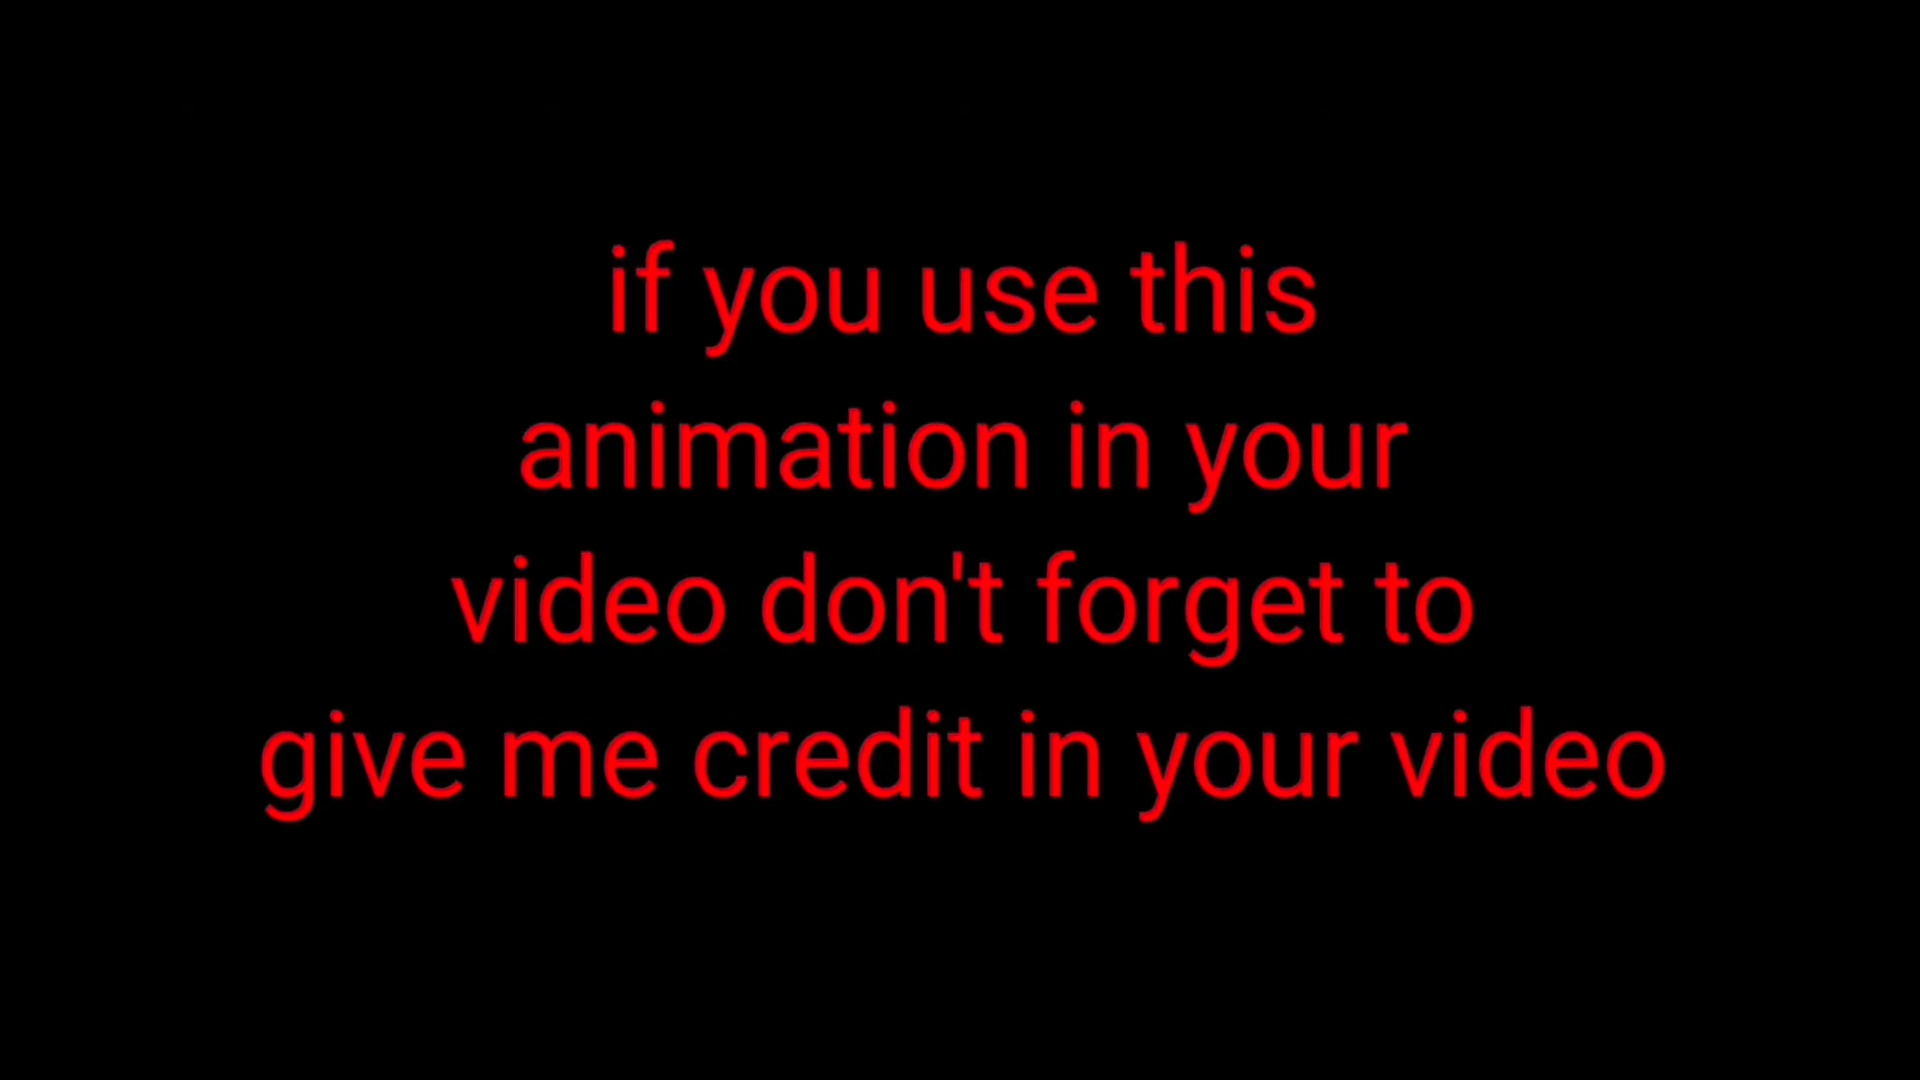 if you use this
animation in your
video don't forget to
give me credit in your video